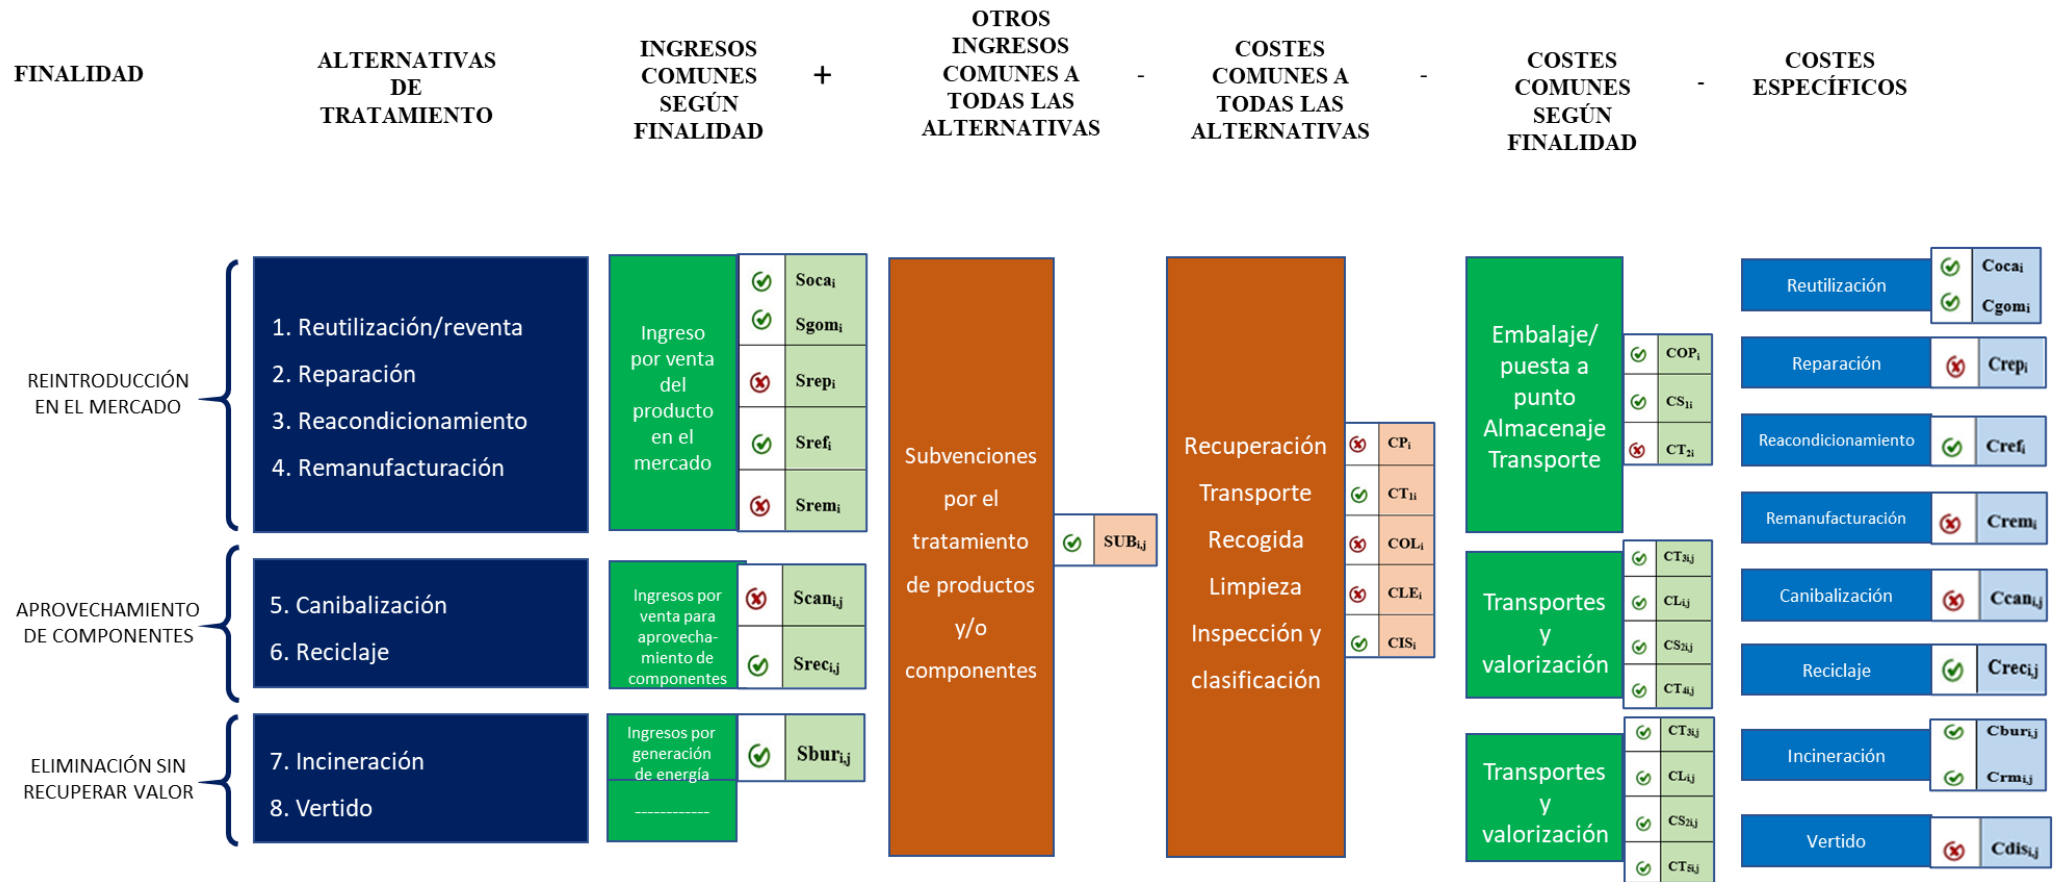 FINALIDAD
ALTERNATIVAS
DE
TRATAMIENTO
INGRESOS
COMUNES
SEGÚN
FINALIDAD
+
OTROS
INGRESOS
COMUNES A
TODAS LAS
ALTERNATIVAS
-
COSTES
COMUNES A
TODAS LAS
ALTERNATIVAS
-
COSTES
COMUNES
SEGÚN
FINALIDAD
-
COSTES
ESPECÍFICOS
REINTRODUCCIÓN
EN EL MERCADO
1. Reutilización/reventa
2. Reparación
3. Reacondicionamiento
4. Remanufacturación
Ingreso
por venta
del
producto
en el
mercado
Socai
Sgomi
Srepi
Srefi
Sremi
APROVECHAMIENTO
DE COMPONENTES
5. Canibalización
6. Reciclaje
Ingresos por
venta para
aprovecha-
miento de
componentes
Scani,j
Sreci,j
ELIMINACIÓN SIN
RECUPERAR VALOR
7. Incineración
8. Vertido
Ingresos por
generación
de energía
------------
Sburi,j
Subvenciones
por el
tratamiento
de productos
y/o
componentes
SUBi,j
Recuperación
Transporte
Recogida
Limpieza
Inspección y
clasificación
CPi
CT1i
COLi
CLEi
CISi
Embalaje/
puesta a
punto
Almacenaje
Transporte
COPi
CS1i
CT2i
Transportes
y
valorización
CT3i,j
CLi,j
CS2i,j
CT4i,j
Transportes
y
valorización
CT3i,j
CLi,j
CS2i,j
CT5i,j
Reutilización
Cocai
Cgomi
Reparación
Crepi
Reacondicionamiento
Crefi
Remanufacturación
Cremi
Canibalización
Ccani,j
Reciclaje
Creci,j
Incineración
Cburi,j
Crmi,j
Vertido
Cdisi,j